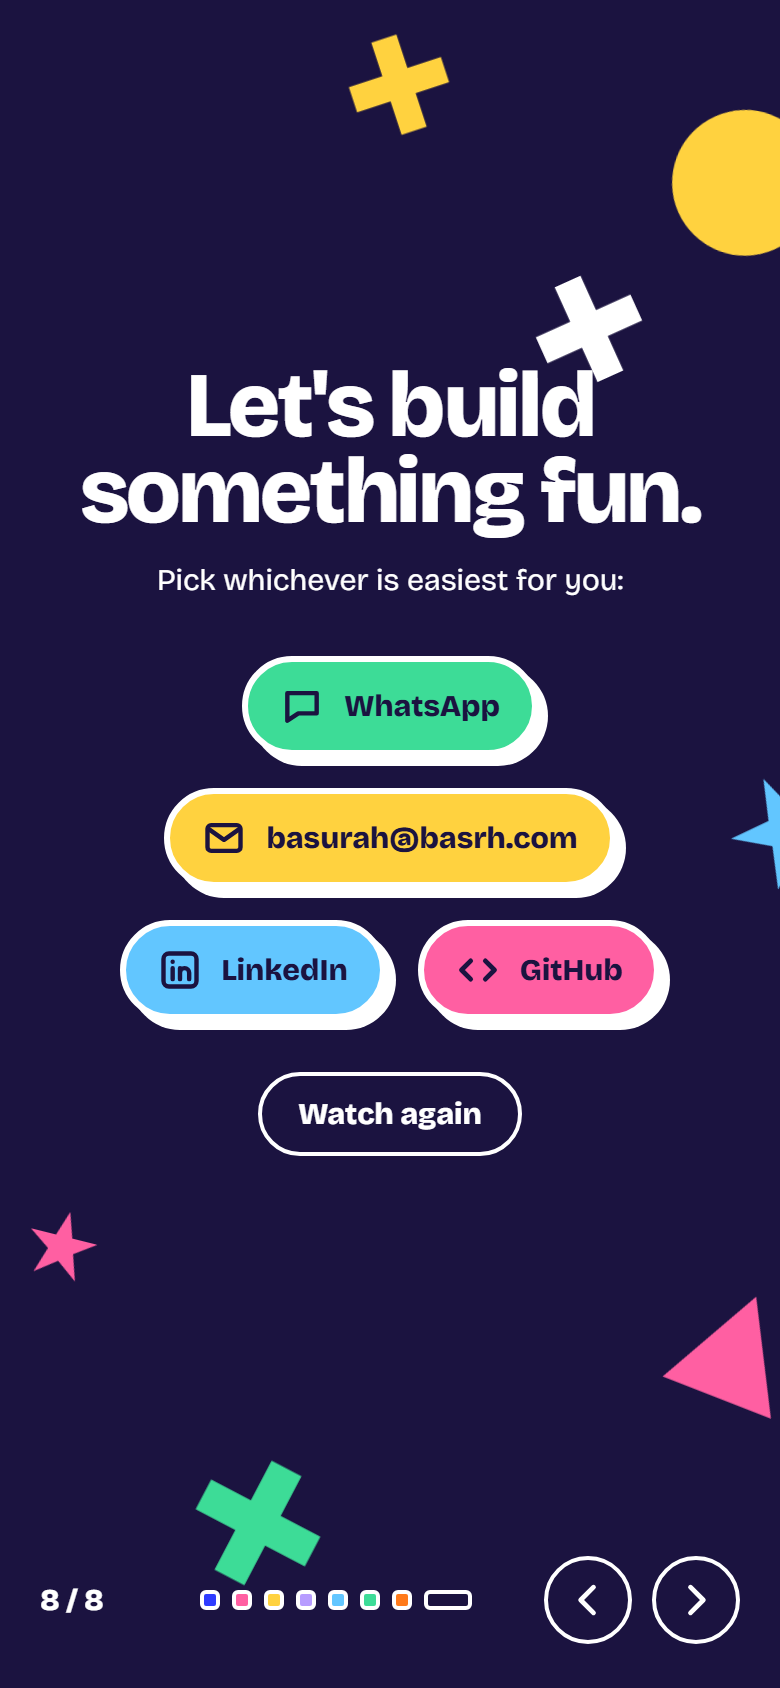 Let's build
something fun.
Pick whichever is easiest for you:
WhatsApp
basurah@basrh.com
LinkedIn
GitHub
Watch again
8 / 8